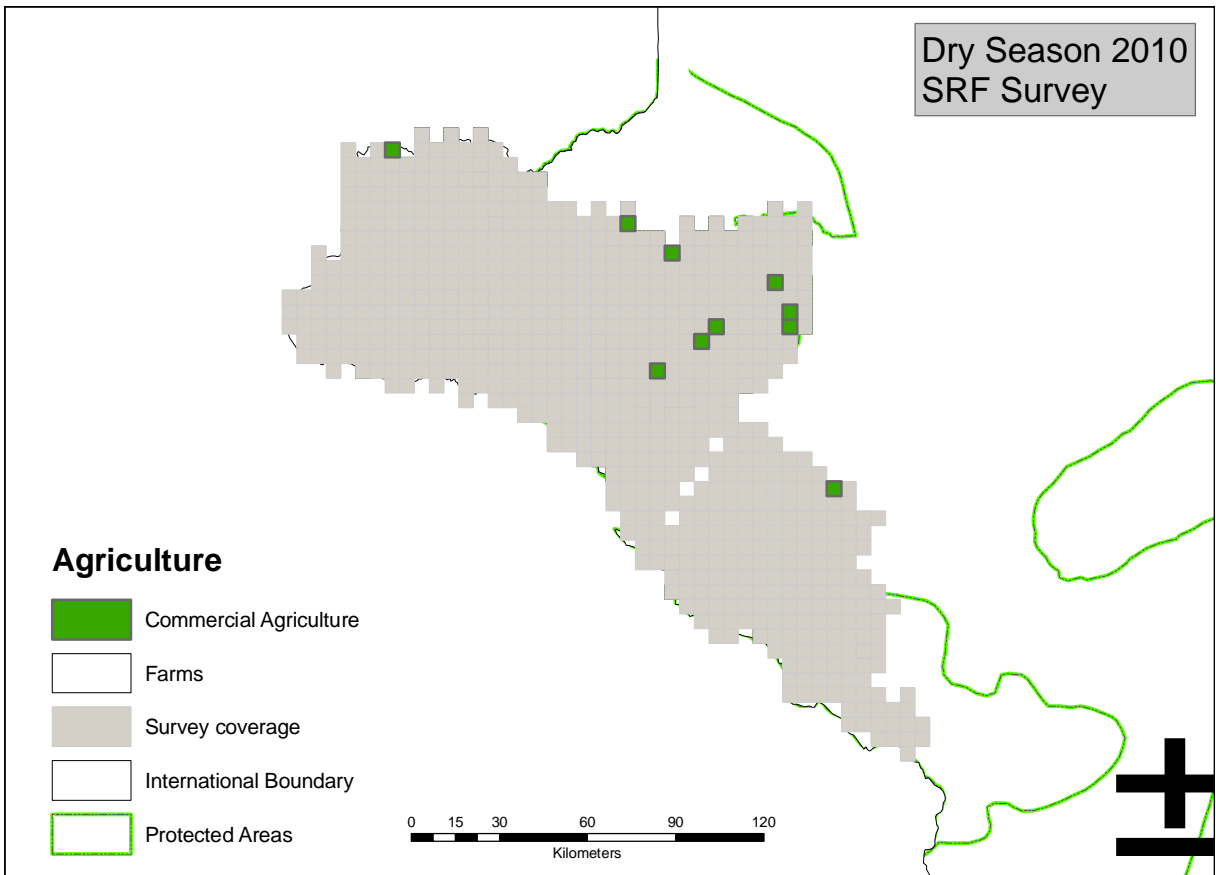 Dry Season 2010
SRF Survey
Agriculture
Commercial Agriculture
Farms
Survey coverage
International Boundary
Protected Areas
0 15 30 60 90 120
Kilometers